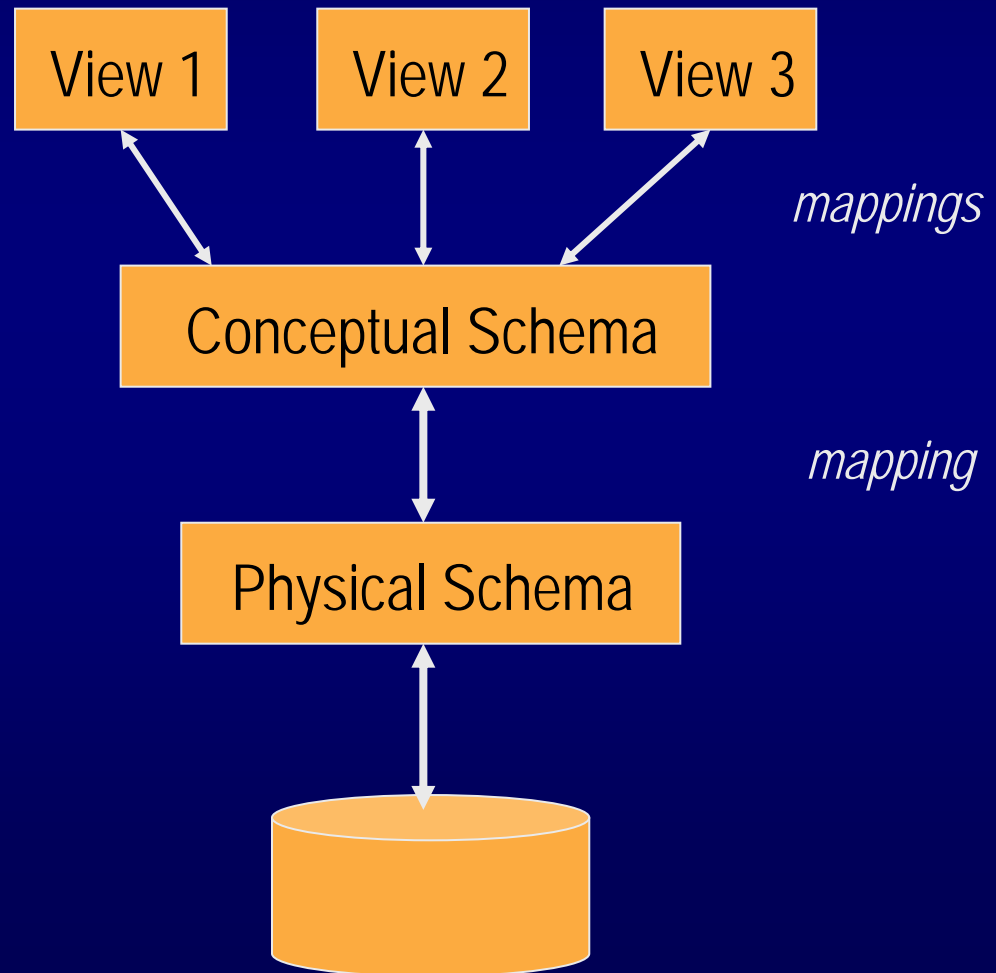 View 1 View 2 View 3
mappings
Conceptual Schema
mapping
Physical Schema